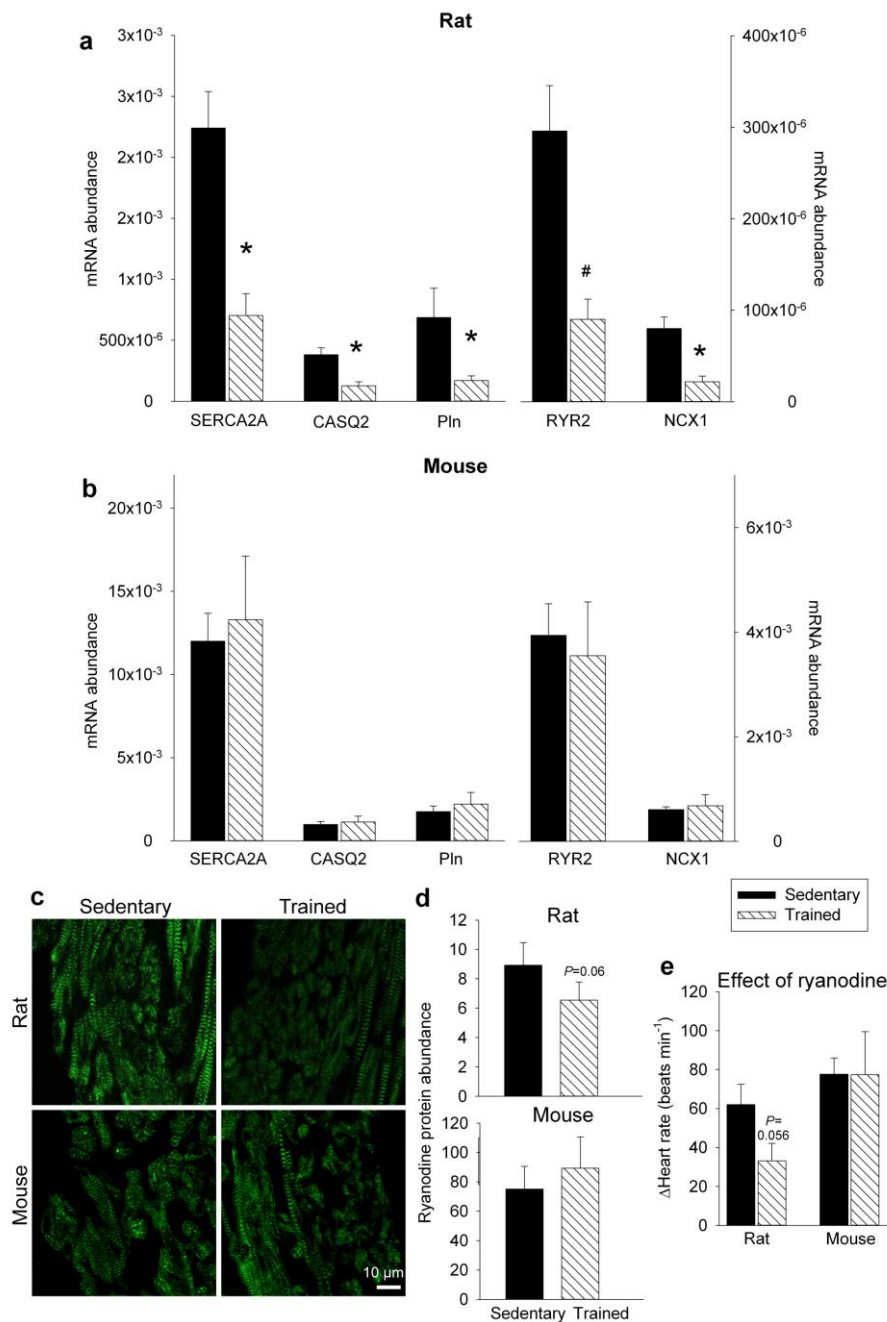 Rat
a
3x10-3
3x10-3
2x10-3
2x10-3
1x10-3
500x10-6
0
mRNA abundance
* * * # *
400x10-6
300x10-6
200x10-6
100x10-6
0
mRNA abundance
SERCA2A CASQ2 Pln RYR2 NCX1
Mouse
b
20x10-3
15x10-3
10x10-3
5x10-3
0
mRNA abundance
6x10-3
4x10-3
2x10-3
0
mRNA abundance
SERCA2A CASQ2 Pln RYR2 NCX1
Sedentary
Trained
c
Sedentary Trained
Rat
Mouse
10 µm
d
Rat
12
10
8
6
4
2
0
P=0.06
Ryanodine protein abundance
Mouse
120
100
80
60
40
20
0
Sedentary Trained
e
Effect of ryanodine
80
60
40
20
0
ΔHeart rate (beats min-1)
P=
0.056
Rat Mouse